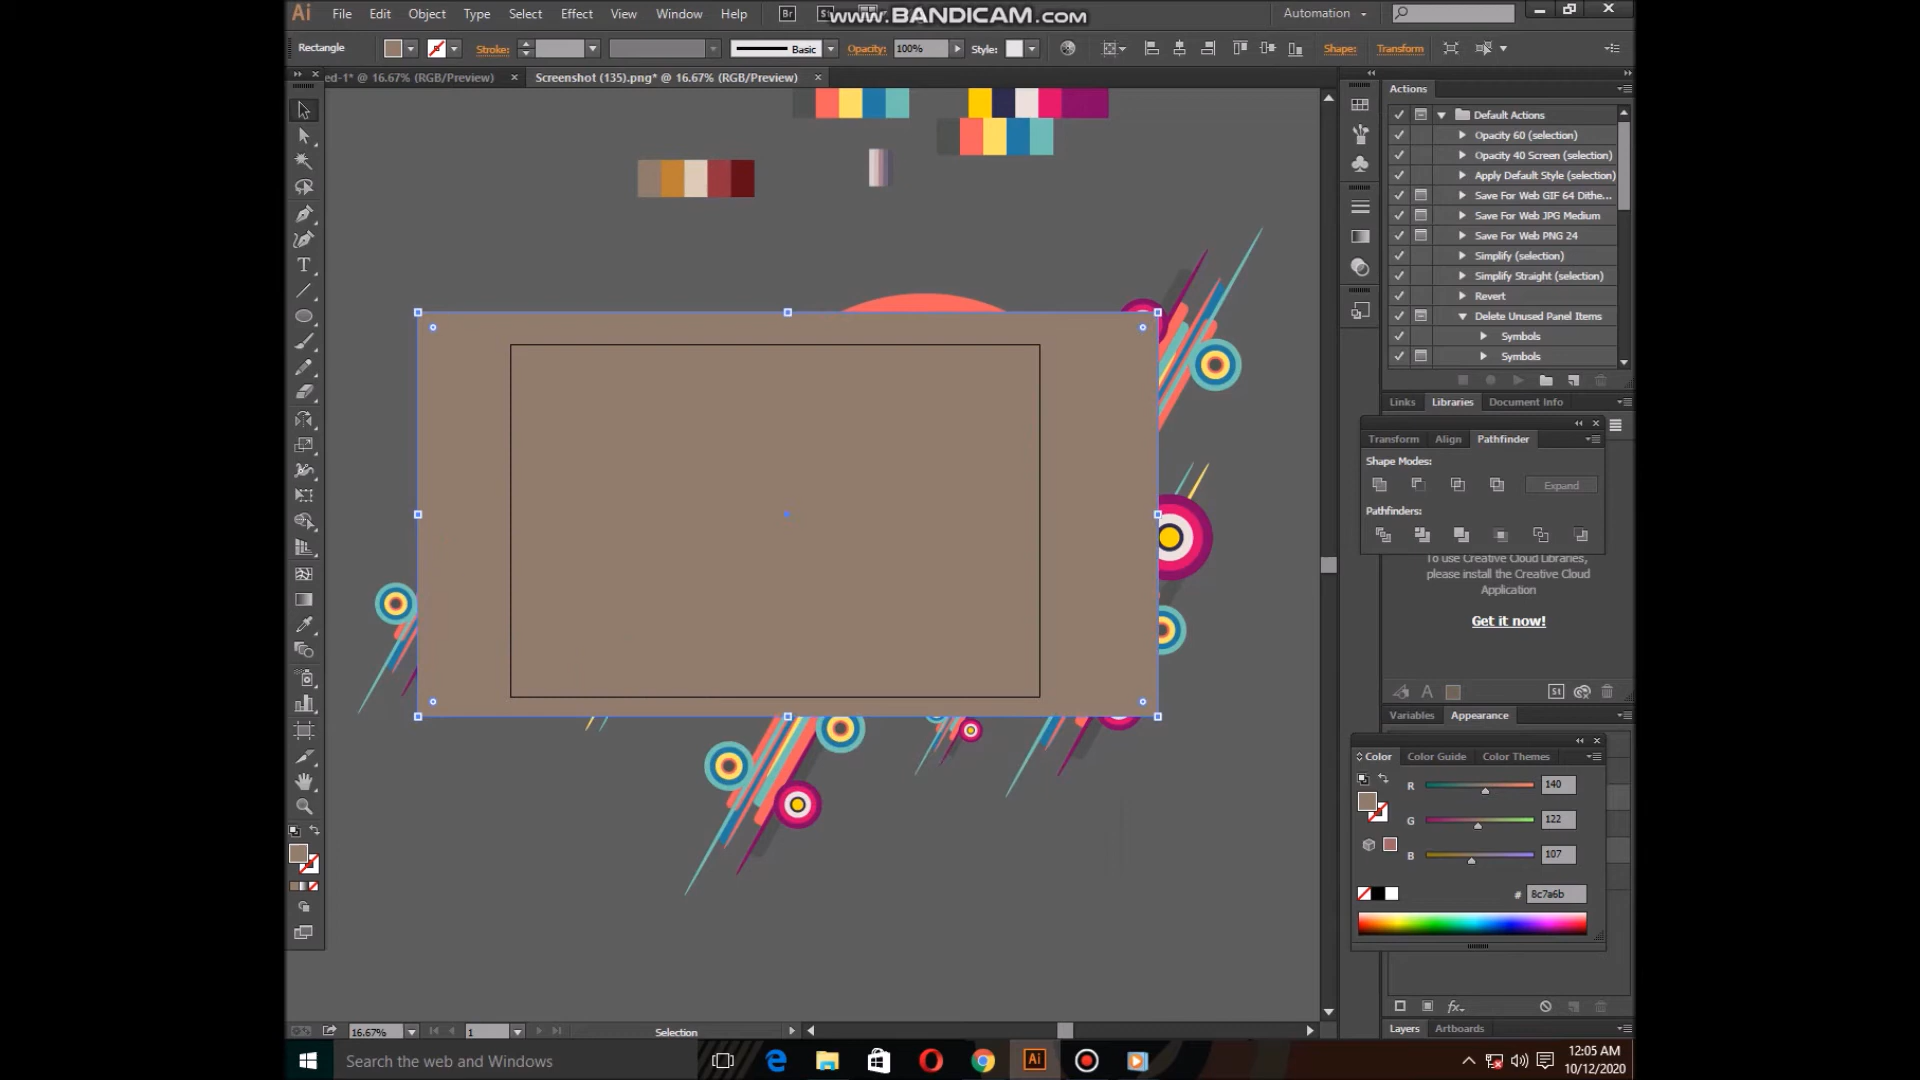 Ai File Edit Object Type Select Effect View Window Help Br St www.BANDICAM.com Automation
Rectangle Stroke: Basic Opacity: 100% Style: Shape: Transform
ed-1* @ 16.67% (RGB/Preview) Screenshot (135).png* @ 16.67% (RGB/Preview)
Actions
Default Actions
Opacity 60 (selection)
Opacity 40 Screen (selection)
Apply Default Style (selection)
Save For Web GIF 64 Dithe...
Save For Web JPG Medium
Save For Web PNG 24
Simplify (selection)
Simplify Straight (selection)
Revert
Delete Unused Panel Items
Symbols
Symbols
Links Libraries Document Info
Transform Align Pathfinder
Shape Modes:
Expand
Pathfinders:
To use Creative Cloud Libraries,
please install the Creative Cloud
Application
Get it now!
St
Variables Appearance
Color Color Guide Color Themes
R 140
G 122
B 107
# 8c7a6b
fx
16.67% 1 Selection
Layers Artboards
Search the web and Windows
Ai
12:05 AM
10/12/2020